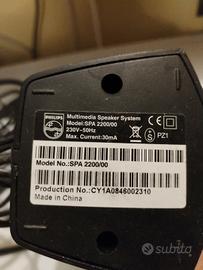 PHILIPS
Multimedia Speaker System
Model:SPA 2200/00
230V~50Hz
Max. Current:30mA
PZ1
Model No.:SPA 2200/00
Production No.:CY1A0846002310
Made in China
subito